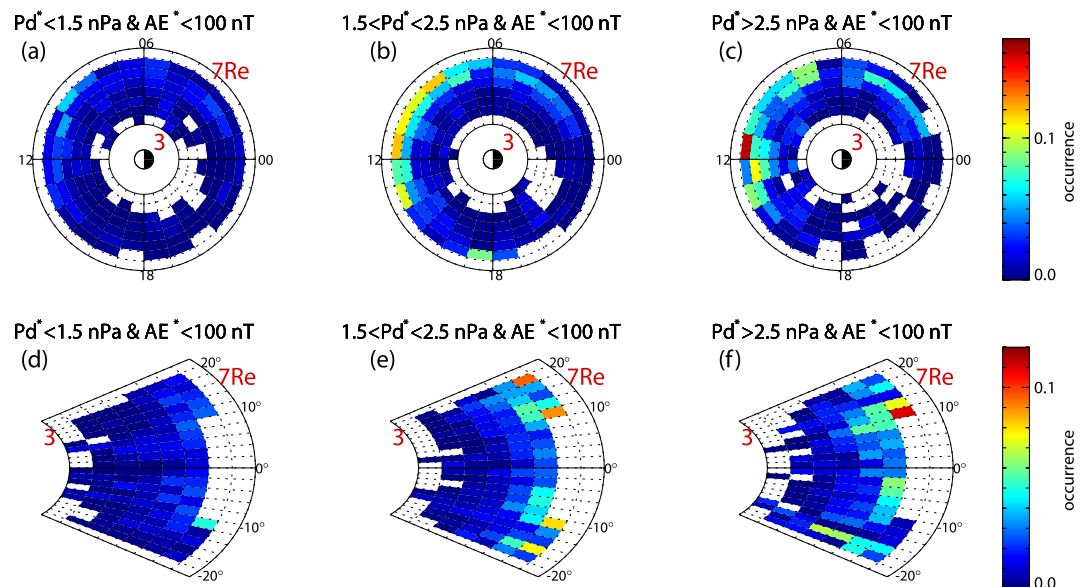 Pd*<1.5 nPa & AE*<100 nT 1.5<Pd*<2.5 nPa & AE*<100 nT Pd*>2.5 nPa & AE*<100 nT
(a) 06 (b) 06 (c) 06
7Re 7Re 7Re
3 3 3 0.1
12 00 12 00 12 00
occurrence
18 18 18 0.0
Pd*<1.5 nPa & AE*<100 nT 1.5<Pd*<2.5 nPa & AE*<100 nT Pd*>2.5 nPa & AE*<100 nT
(d) 20° (e) 20° (f) 20°
7Re 7Re 7Re 0.1
10° 10° 10°
3 3 3
0° 0° 0°
occurrence
-10° -10° -10°
-20° -20° -20° 0.0